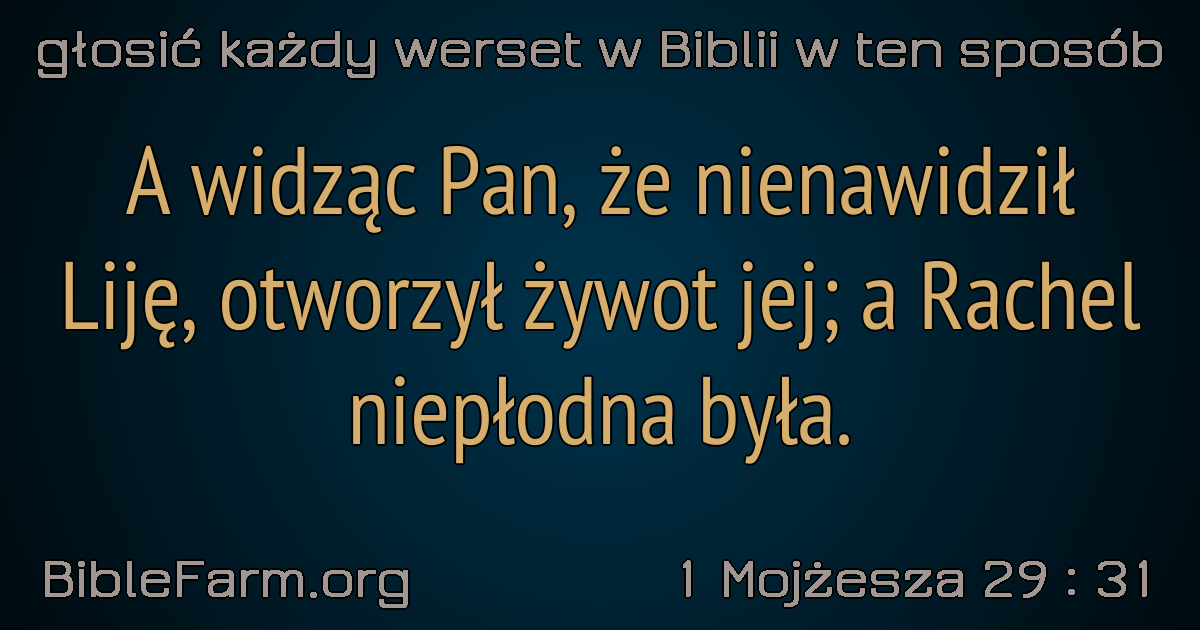 głosić każdy werset w Biblii w ten sposób
A widząc Pan, że nienawidził
Liję, otworzył żywot jej; a Rachel
niepłodna była.
BibleFarm.org
1 Mojżesza 29 : 31